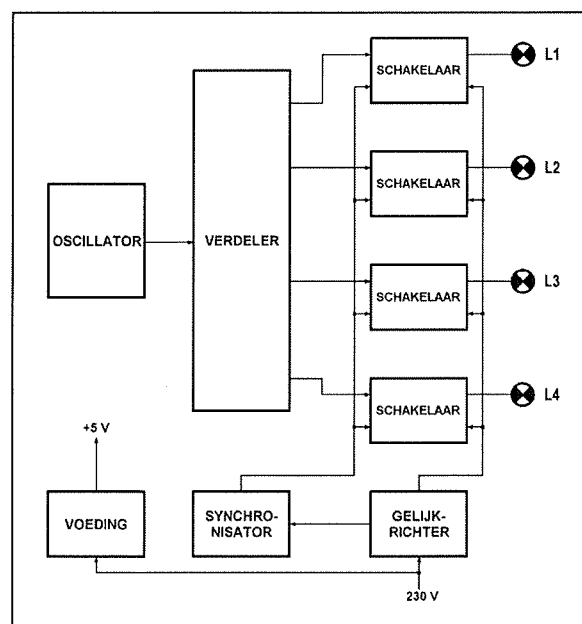 SCHAKELAAR
L1
SCHAKELAAR
L2
OSCILLATOR
VERDELER
SCHAKELAAR
L3
SCHAKELAAR
L4
+5 V
VOEDING
SYNCHRO-
NISATOR
GELIJK-
RICHTER
230 V